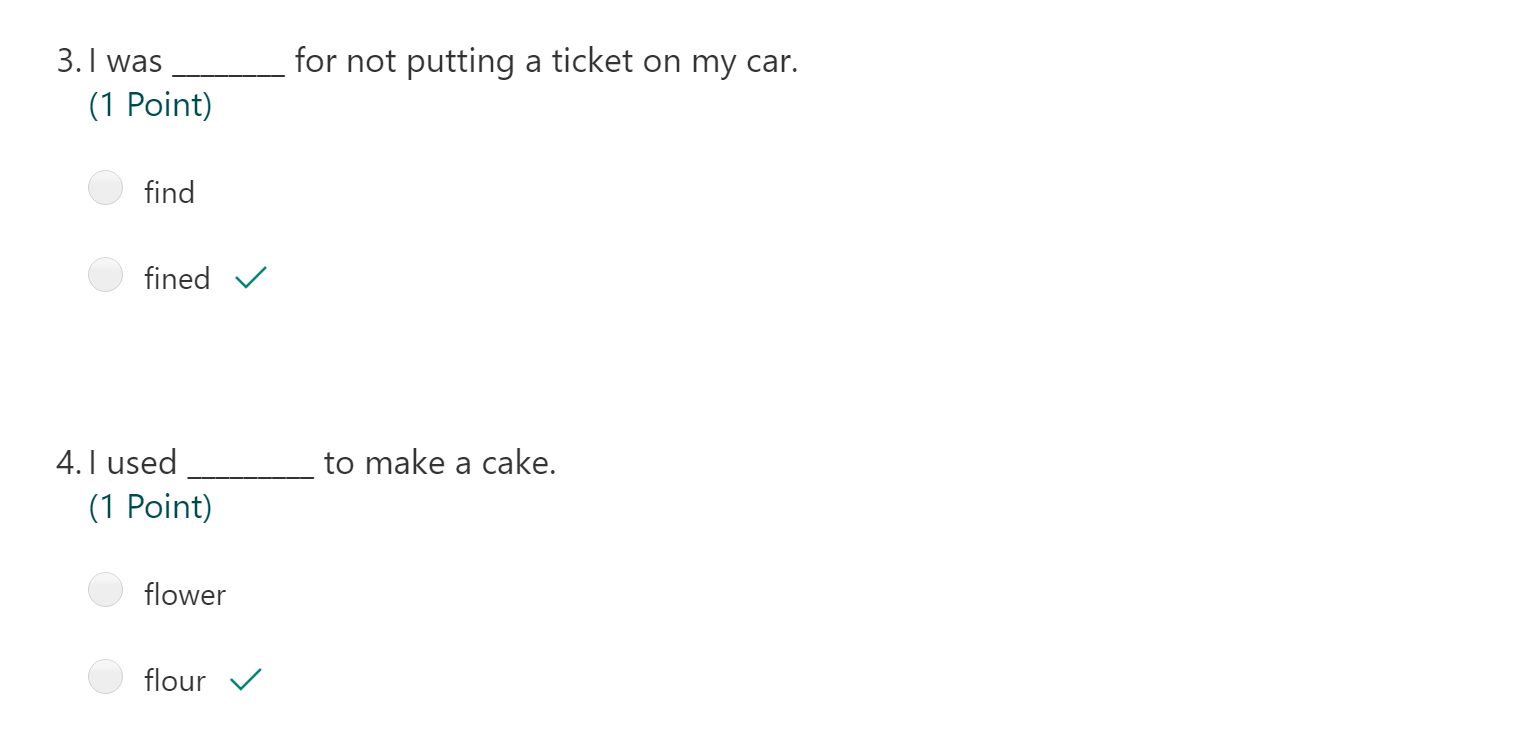 3. I was ________ for not putting a ticket on my car.
(1 Point)
find
fined
4. I used _________ to make a cake.
(1 Point)
flower
flour